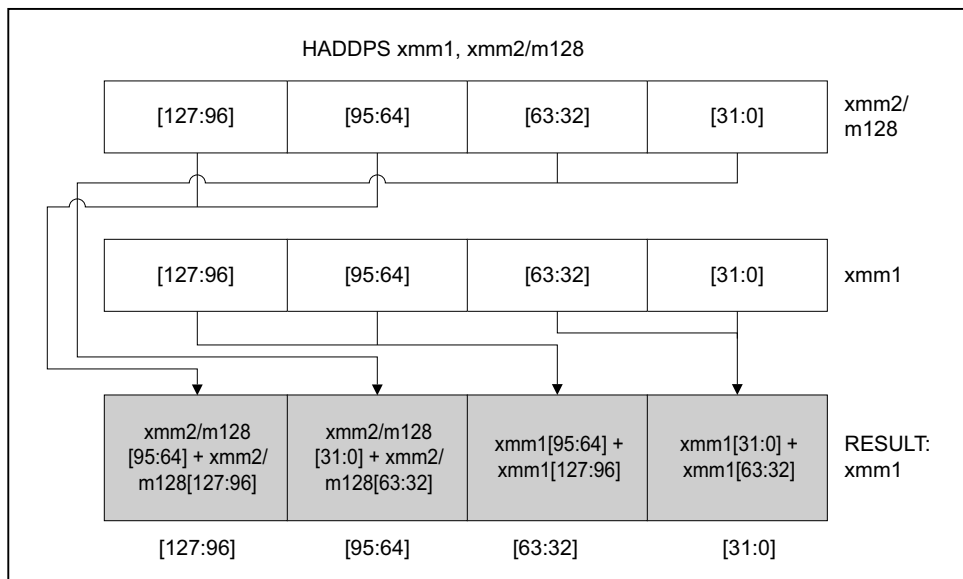 HADDPS xmm1, xmm2/m128
[127:96] [95:64] [63:32] [31:0] xmm2/
m128
[127:96] [95:64] [63:32] [31:0] xmm1
xmm2/m128
[95:64] + xmm2/
m128[127:96]
xmm2/m128
[31:0] + xmm2/
m128[63:32]
xmm1[95:64] +
xmm1[127:96]
xmm1[31:0] +
xmm1[63:32]
RESULT:
xmm1
[127:96] [95:64] [63:32] [31:0]